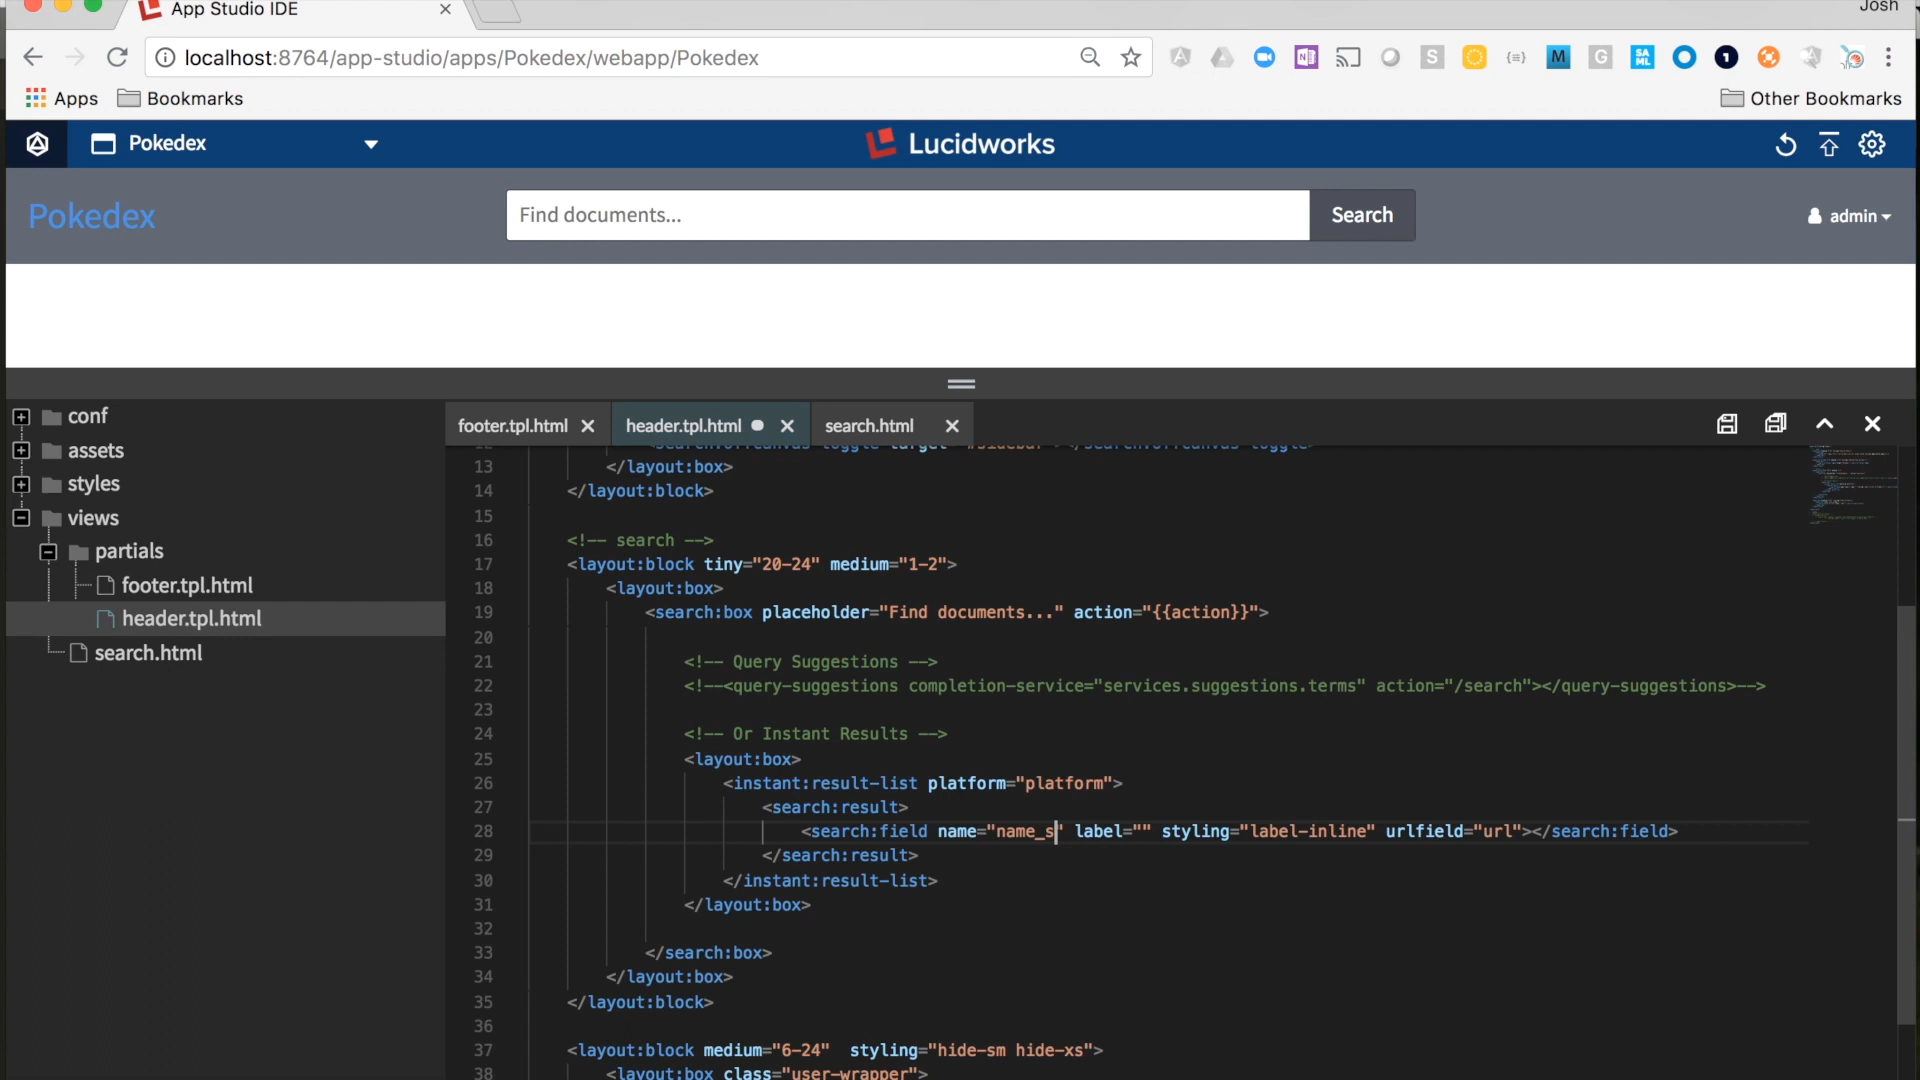 App Studio IDE
Josh
localhost:8764/app-studio/apps/Pokedex/webapp/Pokedex
Apps Bookmarks Other Bookmarks
Pokedex
Lucidworks
Pokedex
Find documents...
Search
admin
conf
assets
styles
views
partials
footer.tpl.html
header.tpl.html
search.html
footer.tpl.html header.tpl.html search.html
13 </layout:box>
14 </layout:block>
15
16 <!-- search -->
17 <layout:block tiny="20-24" medium="1-2">
18 <layout:box>
19 <search:box placeholder="Find documents..." action="{{action}}">
20
21 <!-- Query Suggestions -->
22 <!--<query-suggestions completion-service="services.suggestions.terms" action="/search"></query-suggestions>-->
23
24 <!-- Or Instant Results -->
25 <layout:box>
26 <instant:result-list platform="platform">
27 <search:result>
28 <search:field name="name_s" label="" styling="label-inline" urlfield="url"></search:field>
29 </search:result>
30 </instant:result-list>
31 </layout:box>
32
33 </search:box>
34 </layout:box>
35 </layout:block>
36
37 <layout:block medium="6-24" styling="hide-sm hide-xs">
38 <layout:box class="user-wrapper">